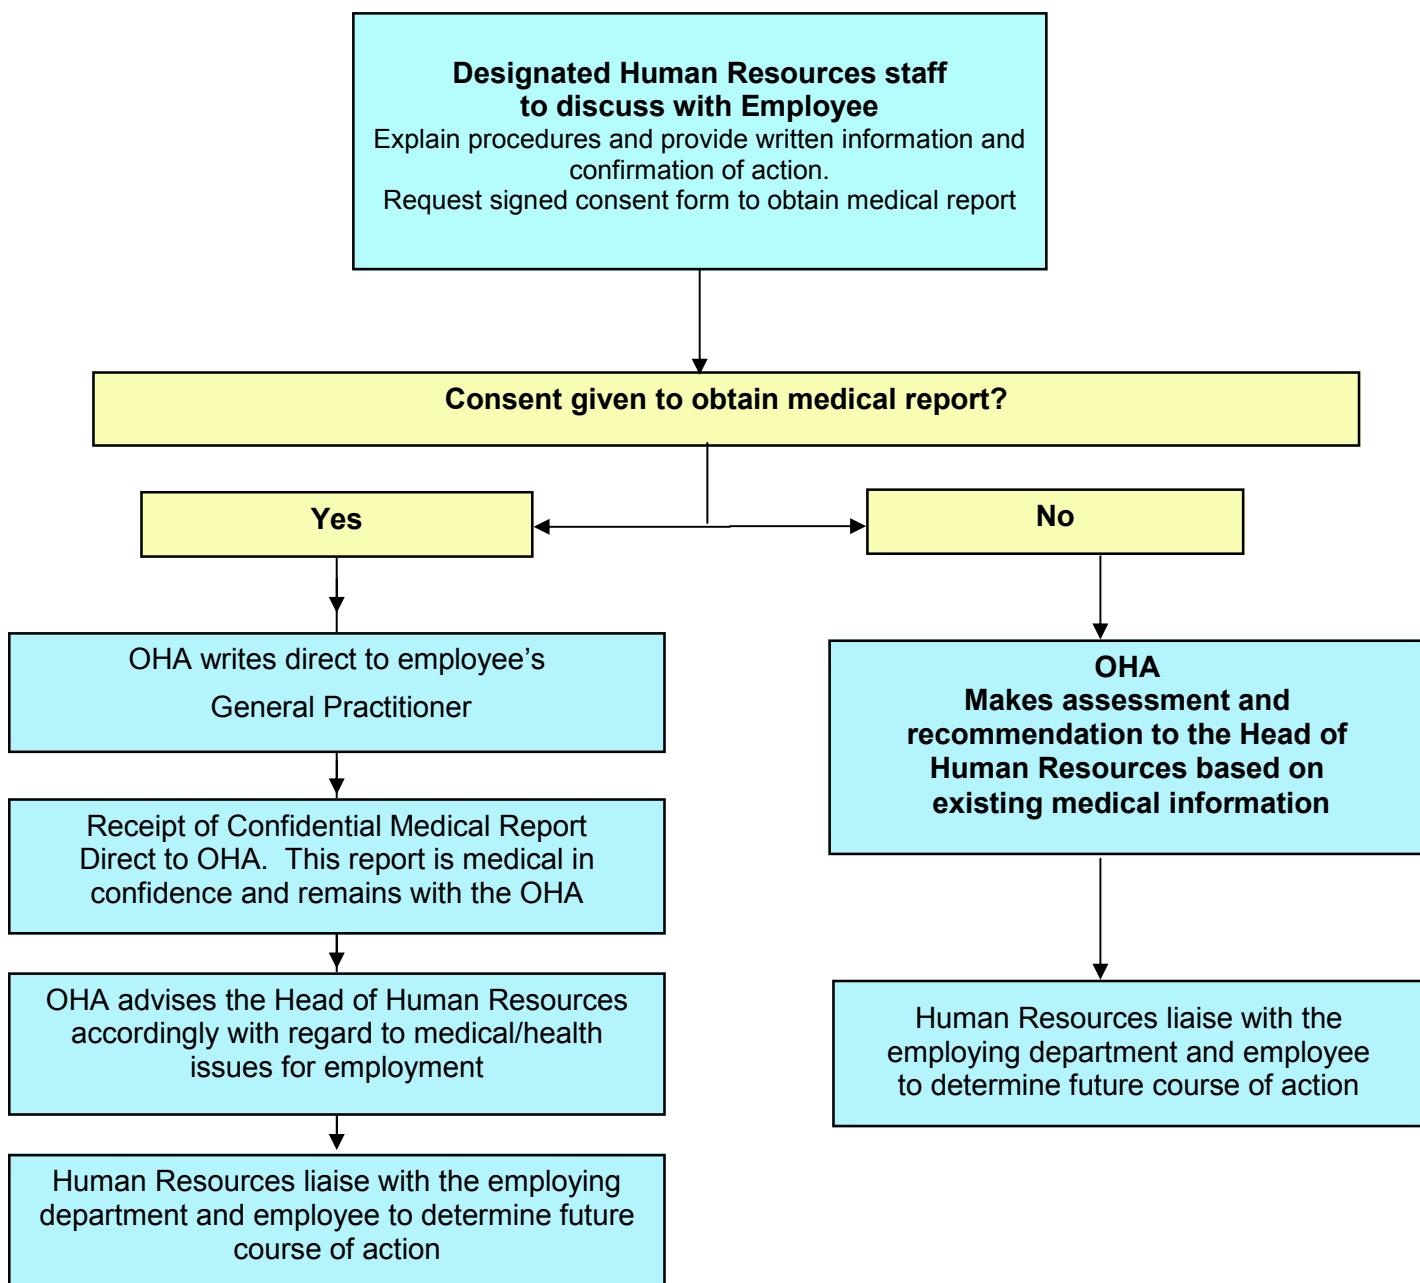 Designated Human Resources staff
to discuss with Employee
Explain procedures and provide written information and
confirmation of action.
Request signed consent form to obtain medical report
Consent given to obtain medical report?
Yes
No
OHA writes direct to employee’s
General Practitioner
Receipt of Confidential Medical Report
Direct to OHA.  This report is medical in
confidence and remains with the OHA
OHA advises the Head of Human Resources
accordingly with regard to medical/health
issues for employment
Human Resources liaise with the employing
department and employee to determine future
course of action
OHA
Makes assessment and
recommendation to the Head of
Human Resources based on
existing medical information
Human Resources liaise with the
employing department and employee
to determine future course of action